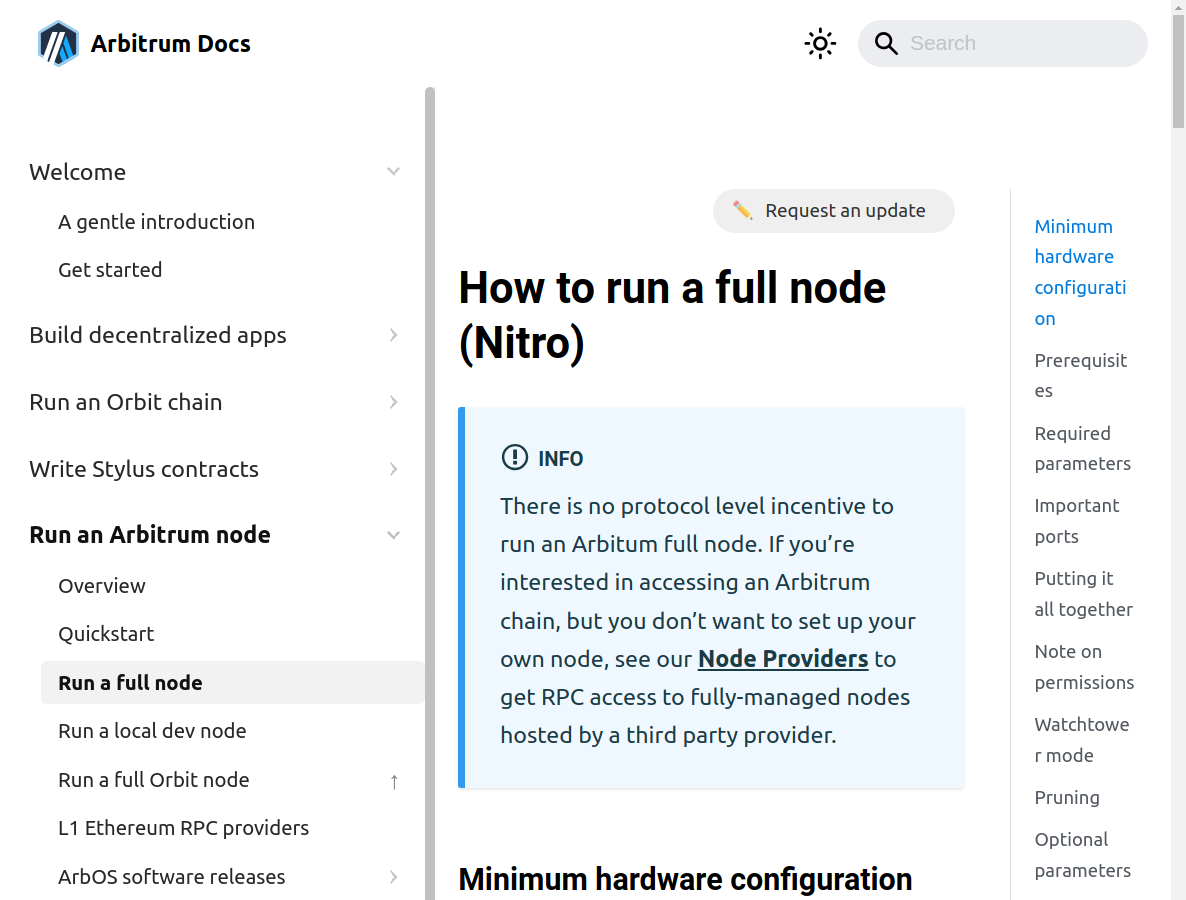 Arbitrum Docs
Search
Welcome
A gentle introduction
Get started
Build decentralized apps
Run an Orbit chain
Write Stylus contracts
Run an Arbitrum node
Overview
Quickstart
Run a full node
Run a local dev node
Run a full Orbit node ↑
L1 Ethereum RPC providers
ArbOS software releases
Request an update
How to run a full node
(Nitro)
INFO
There is no protocol level incentive to
run an Arbitum full node. If you’re
interested in accessing an Arbitrum
chain, but you don’t want to set up your
own node, see our Node Providers to
get RPC access to fully-managed nodes
hosted by a third party provider.
Minimum hardware configuration
Minimum
hardware
configurati
on
Prerequisit
es
Required
parameters
Important
ports
Putting it
all together
Note on
permissions
Watchtowe
r mode
Pruning
Optional
parameters